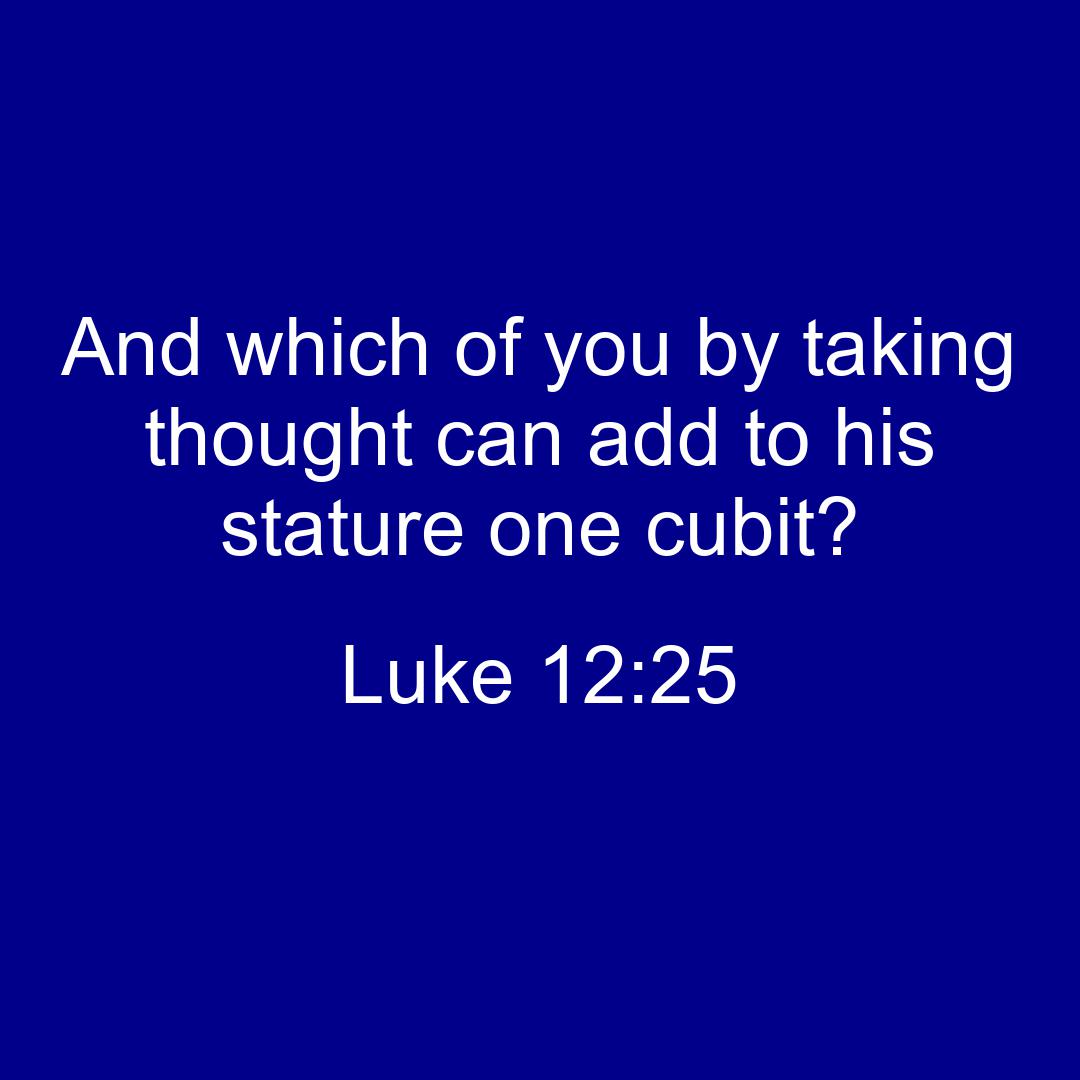 And which of you by taking
thought can add to his
stature one cubit?
Luke 12:25